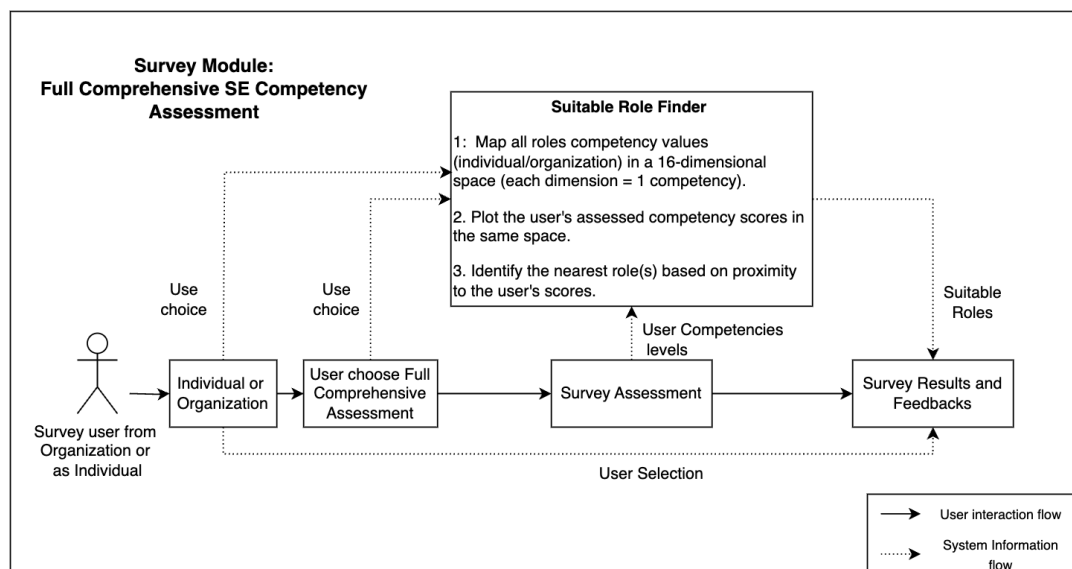 Survey Module:
Full Comprehensive SE Competency
Assessment
Suitable Role Finder
1:  Map all roles competency values
(individual/organization) in a 16-dimensional
space (each dimension = 1 competency).
2. Plot the user's assessed competency scores in
the same space.
3. Identify the nearest role(s) based on proximity
to the user's scores.
Use
choice
Use
choice
User Competencies
levels
Suitable
Roles
Individual or
Organization
User choose Full
Comprehensive
Assessment
Survey Assessment
Survey Results and
Feedbacks
Survey user from
Organization or
as Individual
User Selection
User interaction flow
System Information
flow